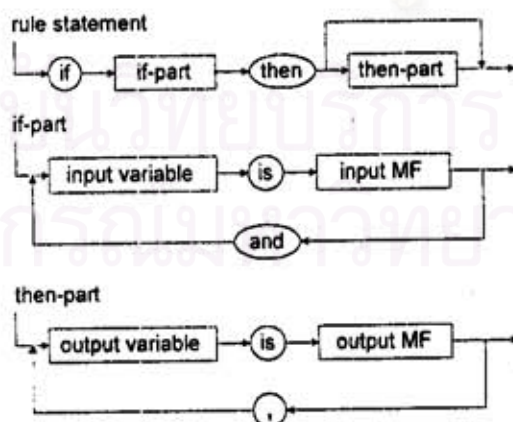 rule statement
if if-part then then-part
if-part
input variable is input MF
and
then-part
output variable is output MF
,